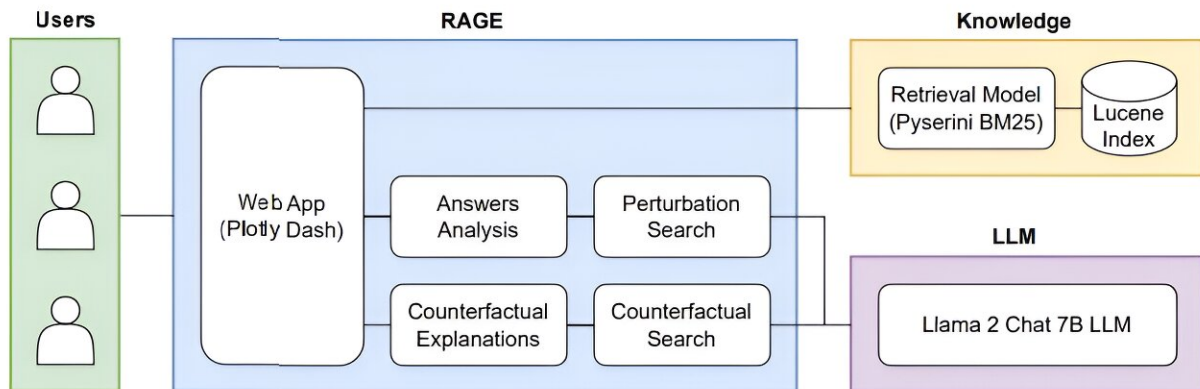 Users
RAGE
Knowledge
Retrieval Model
(Pyserini BM25)
Lucene
Index
Web App
(Plotly Dash)
Answers
Analysis
Perturbation
Search
LLM
Counterfactual
Explanations
Counterfactual
Search
Llama 2 Chat 7B LLM